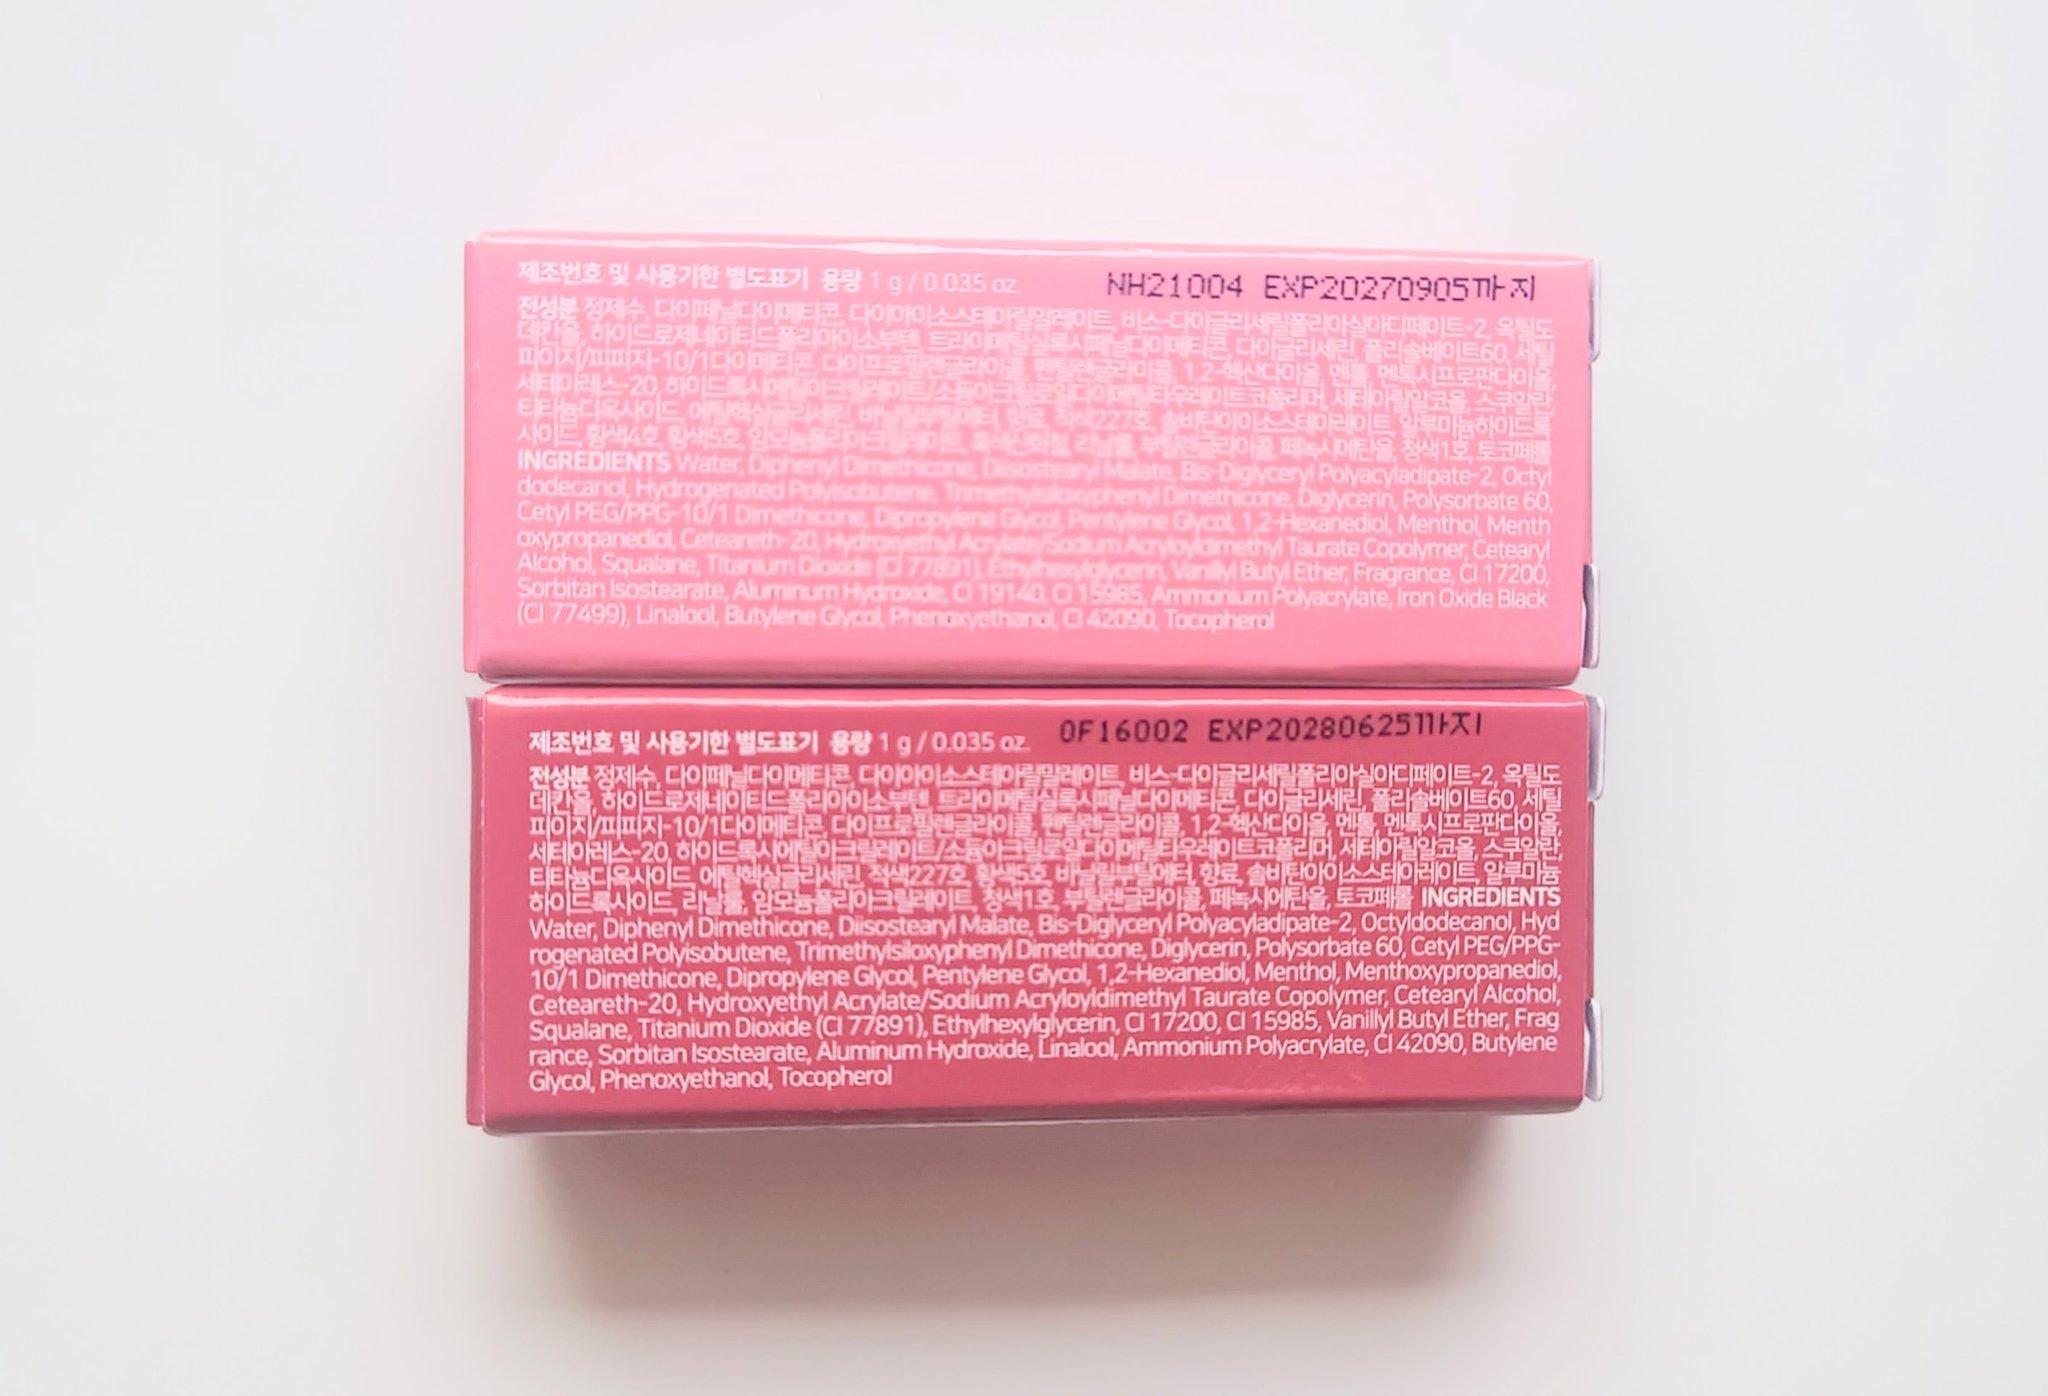 제조번호 및 사용기한 별도표기 용량 1 g / 0.035 oz. NH21004 EXP20270905까지
전성분 정제수, 다이페닐다이메티콘, 다이아이소스테아릴말레이트, 비스-다이글리세릴폴리아실아디페이트-2, 옥틸도
데칸올, 하이드로제네이티드폴리아이소부텐, 트라이메틸실록시페닐다이메티콘, 다이글리세린, 폴리솔베이트60, 세틸
피이지/피피지-10/1다이메티콘, 다이프로필렌글라이콜, 펜틸렌글라이콜, 1,2-헥산다이올, 멘톨, 멘톡시프로판다이올,
세테아레스-20, 하이드록시에틸아크릴레이트/소듐아크릴로일다이메틸타우레이트코폴리머, 세테아릴알코올, 스쿠알란,
티타늄디옥사이드, 에틸헥실글리세린, 바닐릴부틸에터, 향료, 적색227호, 솔비탄아이소스테아레이트, 알루미늄하이드록
사이드, 황색4호, 황색5호, 암모늄폴리아크릴레이트, 흑색산화철, 리날룰, 부틸렌글라이콜, 페녹시에탄올, 청색1호, 토코페롤
INGREDIENTS Water, Diphenyl Dimethicone, Diisostearyl Malate, Bis-Diglyceryl Polyacyladipate-2, Octyl
dodecanol, Hydrogenated Polyisobutene, Trimethylsiloxyphenyl Dimethicone, Diglycerin, Polysorbate 60,
Cetyl PEG/PPG-10/1 Dimethicone, Dipropylene Glycol, Pentylene Glycol, 1,2-Hexanediol, Menthol, Menth
oxypropanediol, Ceteareth-20, Hydroxyethyl Acrylate/Sodium Acryloyldimethyl Taurate Copolymer, Cetearyl
Alcohol, Squalane, Titanium Dioxide (CI 77891), Ethylhexylglycerin, Vanillyl Butyl Ether, Fragrance, CI 17200,
Sorbitan Isostearate, Aluminum Hydroxide, CI 19140, CI 15985, Ammonium Polyacrylate, Iron Oxide Black
(CI 77499), Linalool, Butylene Glycol, Phenoxyethanol, CI 42090, Tocopherol
제조번호 및 사용기한 별도표기 용량 1 g / 0.035 oz. 0F16002 EXP20280625까지
전성분 정제수, 다이페닐다이메티콘, 다이아이소스테아릴말레이트, 비스-다이글리세릴폴리아실아디페이트-2, 옥틸도
데칸올, 하이드로제네이티드폴리아이소부텐, 트라이메틸실록시페닐다이메티콘, 다이글리세린, 폴리솔베이트60, 세틸
피이지/피피지-10/1다이메티콘, 다이프로필렌글라이콜, 펜틸렌글라이콜, 1,2-헥산다이올, 멘톨, 멘톡시프로판다이올,
세테아레스-20, 하이드록시에틸아크릴레이트/소듐아크릴로일다이메틸타우레이트코폴리머, 세테아릴알코올, 스쿠알란,
티타늄디옥사이드, 에틸헥실글리세린, 적색227호, 황색5호, 바닐릴부틸에터, 향료, 솔비탄아이소스테아레이트, 알루미늄
하이드록사이드, 리날룰, 암모늄폴리아크릴레이트, 청색1호, 부틸렌글라이콜, 페녹시에탄올, 토코페롤 INGREDIENTS
Water, Diphenyl Dimethicone, Diisostearyl Malate, Bis-Diglyceryl Polyacyladipate-2, Octyldodecanol, Hyd
rogenated Polyisobutene, Trimethylsiloxyphenyl Dimethicone, Diglycerin, Polysorbate 60, Cetyl PEG/PPG-
10/1 Dimethicone, Dipropylene Glycol, Pentylene Glycol, 1,2-Hexanediol, Menthol, Menthoxypropanediol,
Ceteareth-20, Hydroxyethyl Acrylate/Sodium Acryloyldimethyl Taurate Copolymer, Cetearyl Alcohol,
Squalane, Titanium Dioxide (CI 77891), Ethylhexylglycerin, CI 17200, CI 15985, Vanillyl Butyl Ether, Frag
rance, Sorbitan Isostearate, Aluminum Hydroxide, Linalool, Ammonium Polyacrylate, CI 42090, Butylene
Glycol, Phenoxyethanol, Tocopherol